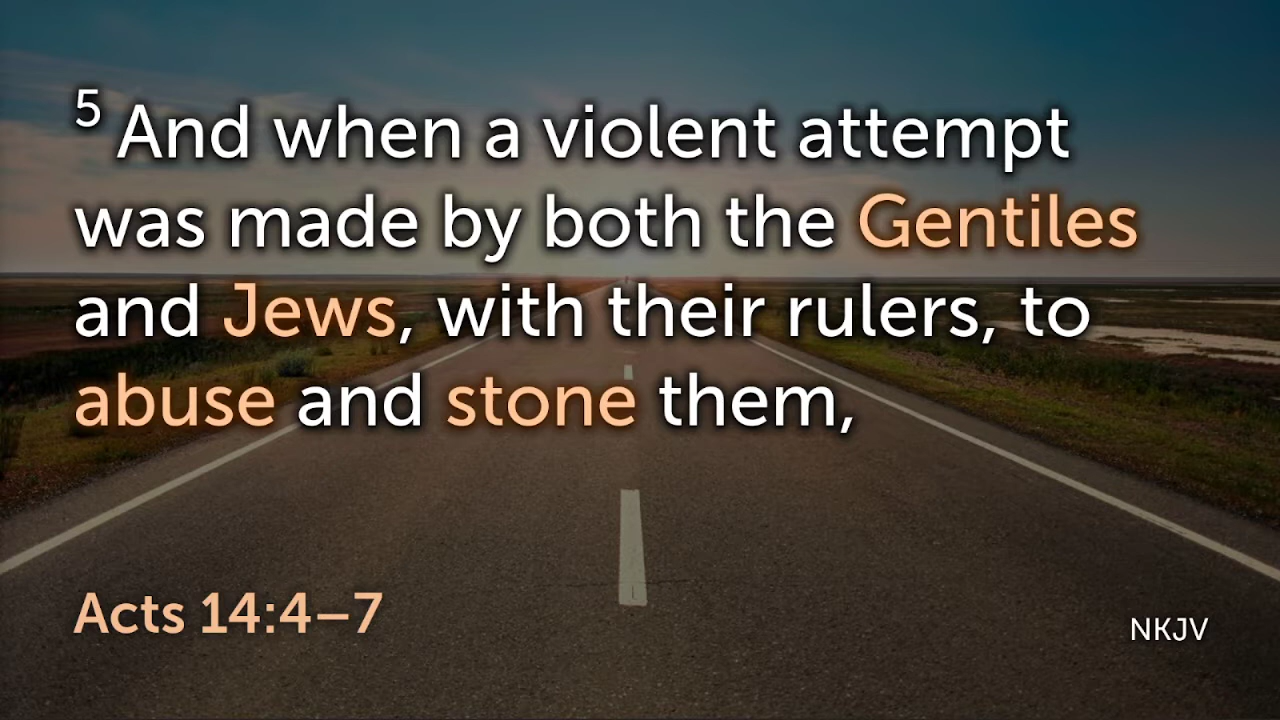 5 And when a violent attempt
was made by both the Gentiles
and Jews, with their rulers, to
abuse and stone them,
Acts 14:4–7
NKJV